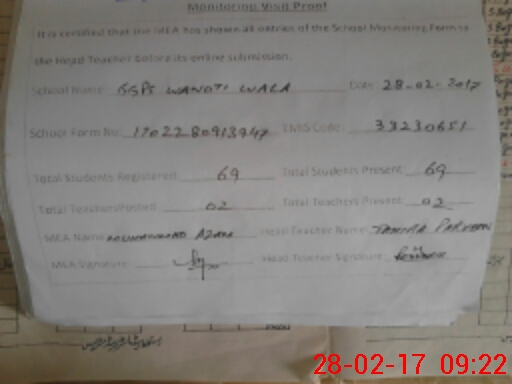 Monitoring Visit Proof
It is certified that the MEA has shown all entries of the School Monitoring Form to
the Head Teacher before its online submission.
School Name: GGPS WANDTI WALA Date: 28-02-2017
School Form No: 17022280913947 EMIS Code: 33230651
Total Students Registered: 69 Total Students Present: 69
Total Teachers Posted: 02 Total Teachers Present: 02
MEA Name: MUHAMMAD AZAM Head Teacher Name: TAHIRA PARVEEN
MEA Signature: Head Teacher Signature:
28-02-17 09:22